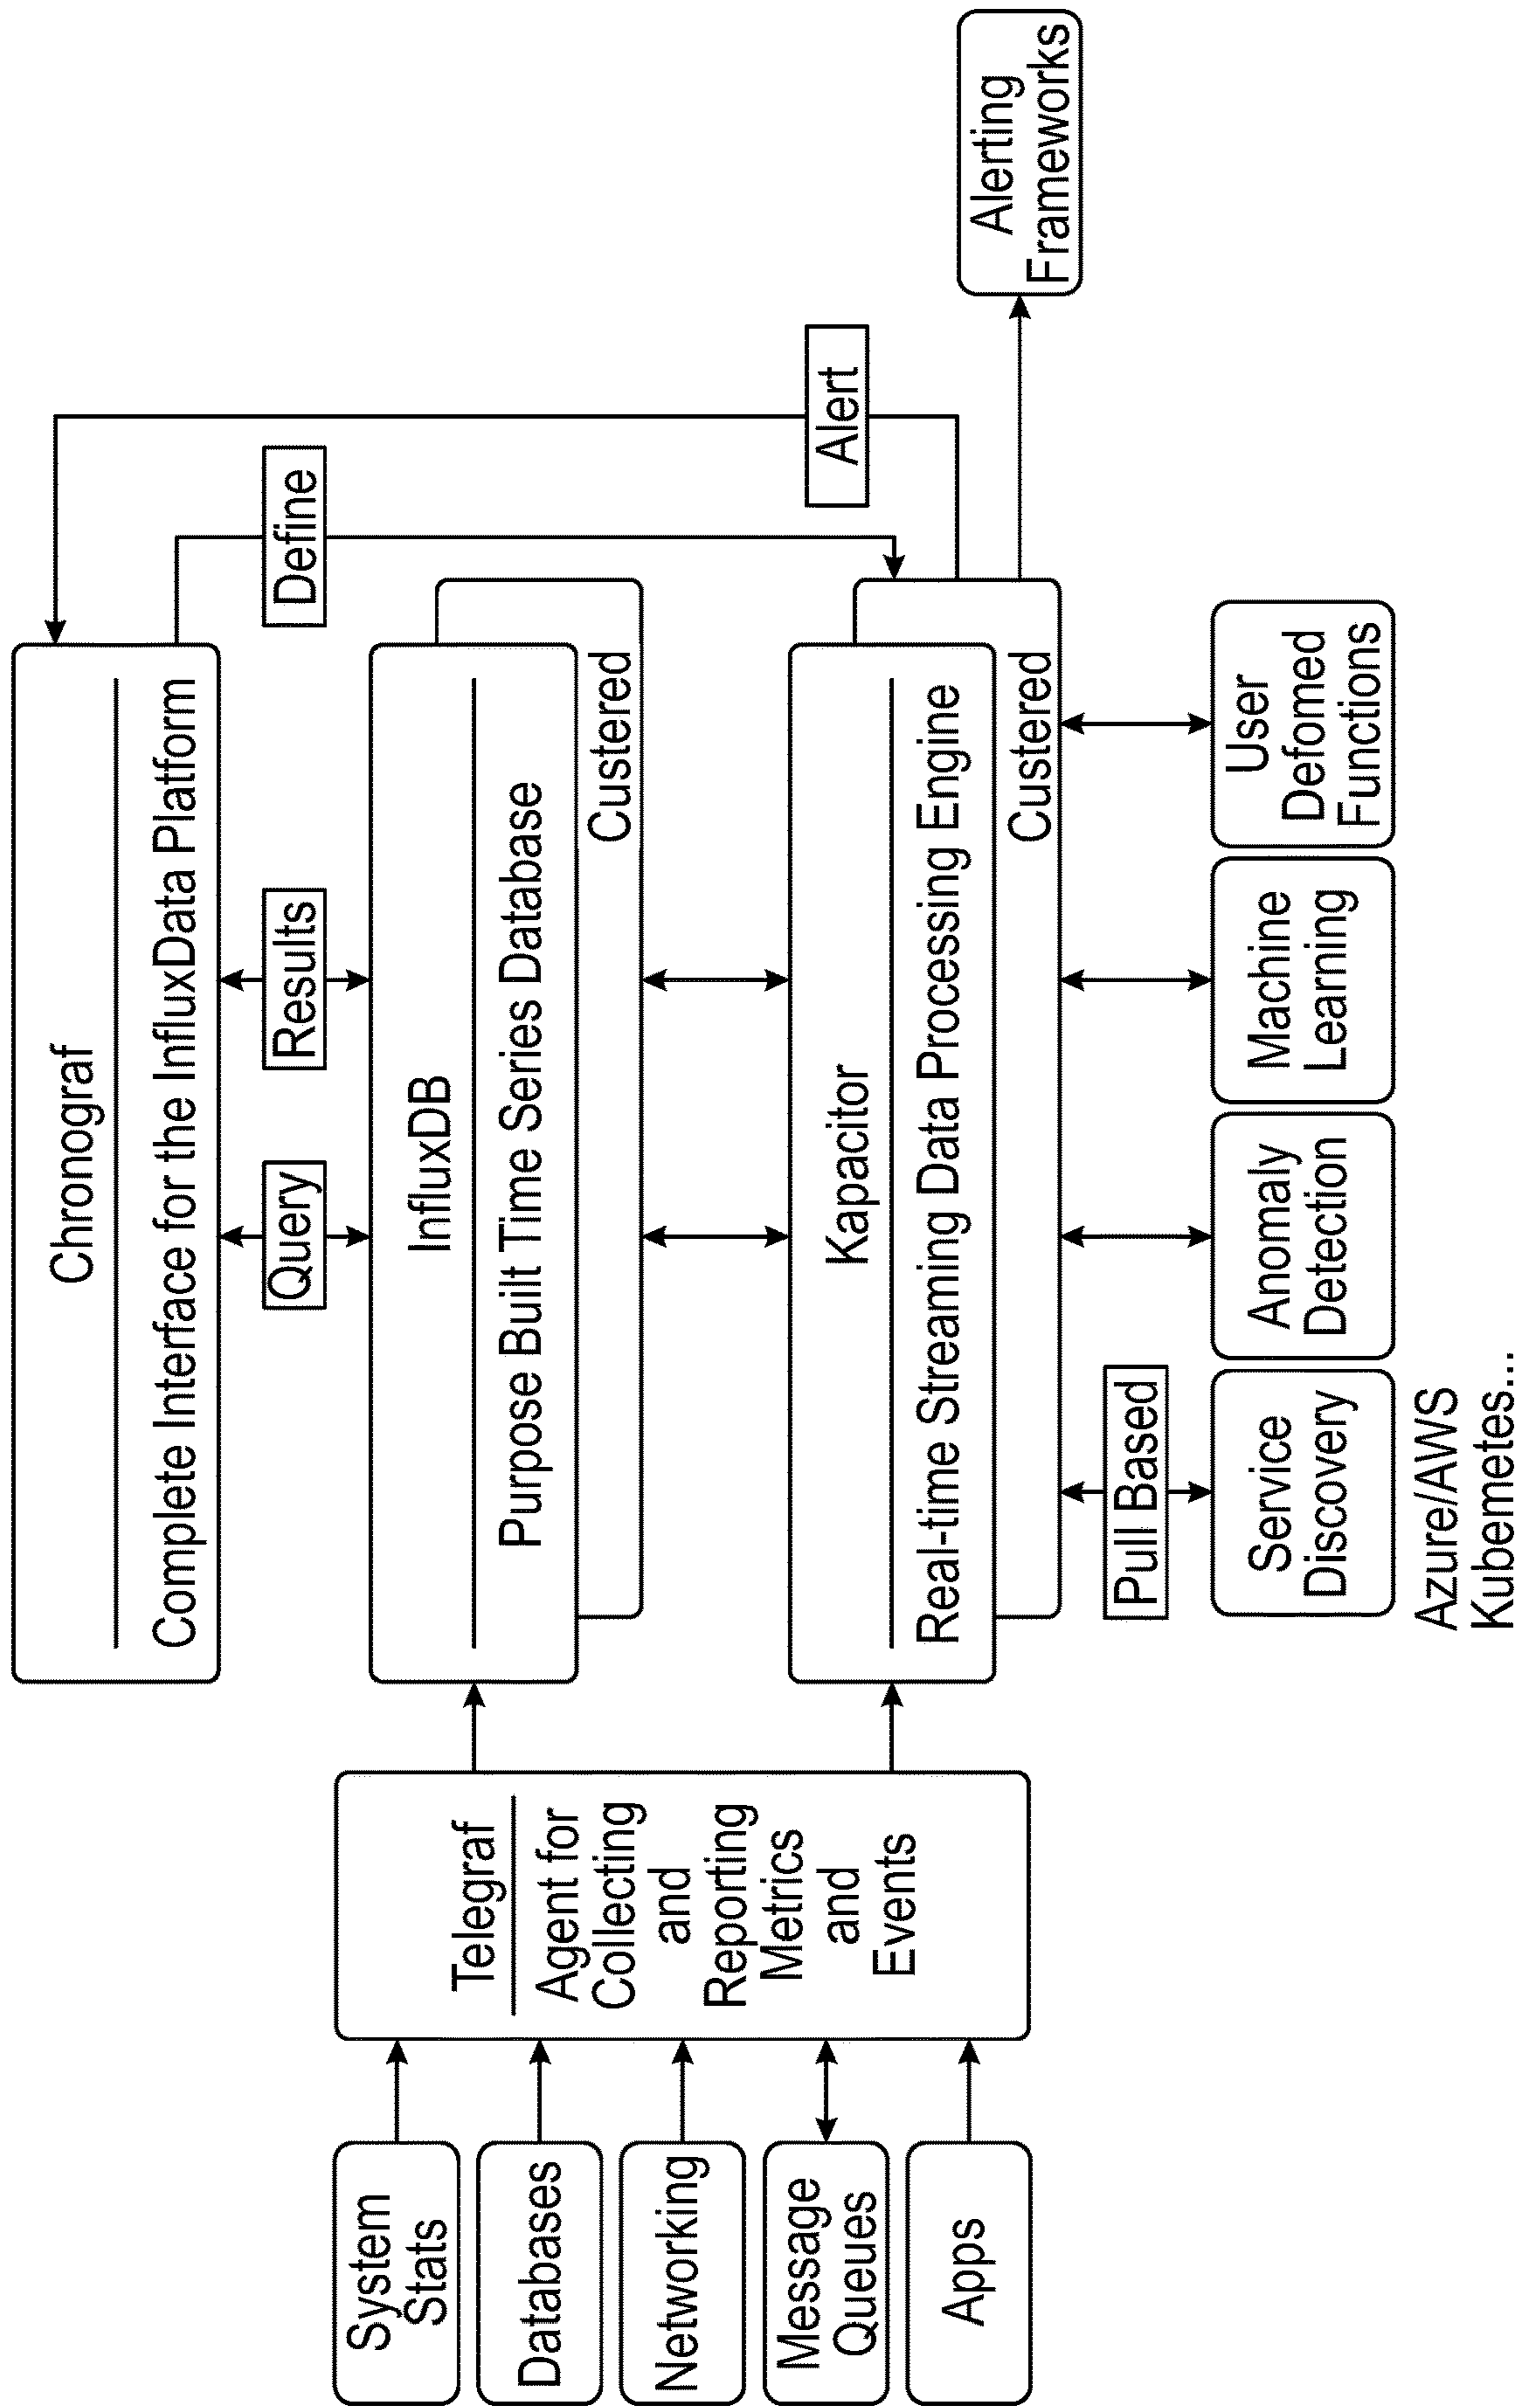 Chronograf
Complete Interface for the InfluxData Platform
Query
Results
Define
InfluxDB
Purpose Built Time Series Database
Custered
Alert
Kapacitor
Real-time Streaming Data Processing Engine
Custered
Alerting
Frameworks
System
Stats
Databases
Networking
Message
Queues
Apps
Telegraf
Agent for
Collecting
and
Reporting
Metrics
and
Events
Pull Based
Service
Discovery
Azure/AWS
Kubemetes...
Anomaly
Detection
Machine
Learning
User
Defomed
Functions